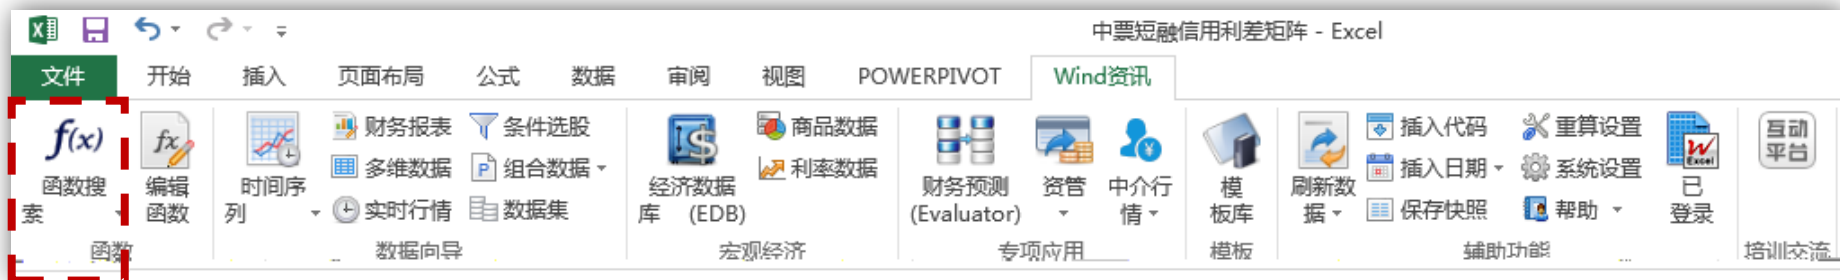 中票短融信用利差矩阵 - Excel
文件 开始 插入 页面布局 公式 数据 审阅 视图 POWERPIVOT Wind资讯
f(x)
函数搜
索
fx
编辑
函数
函数
时间序
列
财务报表
多维数据
实时行情
条件选股
组合数据
数据集
数据向导
经济数据
库 (EDB)
商品数据
利率数据
宏观经济
财务预测
(Evaluator)
资管
中介行
情
专项应用
模
板库
模板
刷新数
据
插入代码
插入日期
保存快照
重算设置
系统设置
帮助
W
Excel
已
登录
辅助功能
互动
平台
培训交流